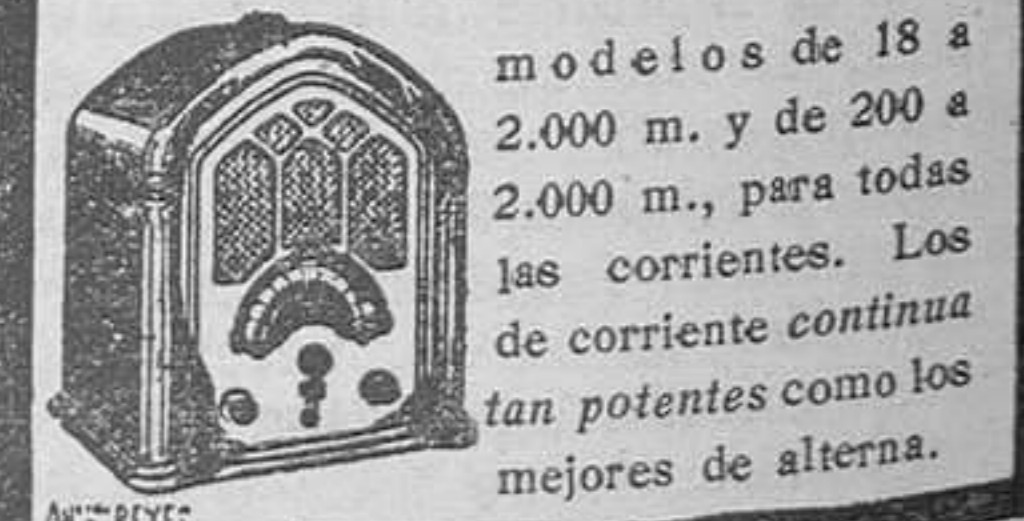 modelos de 18 a
2.000 m. y de 200 a
2.000 m., para todas
las corrientes. Los
de corriente continua
tan potentes como los
mejores de alterna.